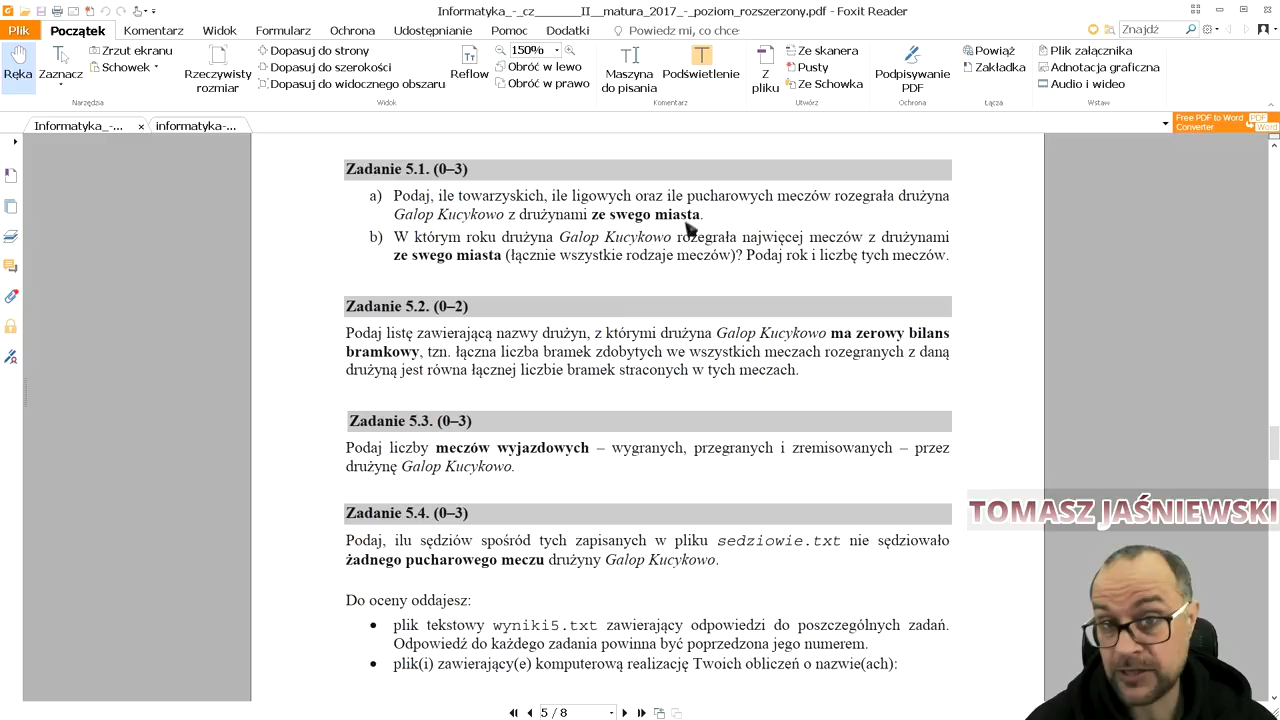 Informatyka_-_cz_______II__matura_2017_-_poziom_rozszerzony.pdf - Foxit Reader
Plik Początek Komentarz Widok Formularz Ochrona Udostępnianie Pomoc Dodatki Powiedz mi, co chce Znajdź
Ręka
Zaznacz
Zrzut ekranu
Schowek
Narzędzia
Rzeczywisty rozmiar
Dopasuj do strony
Dopasuj do szerokości
Dopasuj do widocznego obszaru
Reflow
150%
Obróć w lewo
Obróć w prawo
Widok
Maszyna do pisania
Podświetlenie
Komentarz
Z pliku
Ze skanera
Pusty
Ze Schowka
Utwórz
Podpisywanie PDF
Ochrona
Powiąż
Zakładka
Łącza
Plik załącznika
Adnotacja graficzna
Audio i wideo
Wstaw
Informatyka_-... x informatyka-...
Free PDF to Word Converter
PDF
Word
Zadanie 5.1. (0–3)
a) Podaj, ile towarzyskich, ile ligowych oraz ile pucharowych meczów rozegrała drużyna
Galop Kucykowo z drużynami ze swego miasta.
b) W którym roku drużyna Galop Kucykowo rozegrała najwięcej meczów z drużynami
ze swego miasta (łącznie wszystkie rodzaje meczów)? Podaj rok i liczbę tych meczów.
Zadanie 5.2. (0–2)
Podaj listę zawierającą nazwy drużyn, z którymi drużyna Galop Kucykowo ma zerowy bilans
bramkowy, tzn. łączna liczba bramek zdobytych we wszystkich meczach rozegranych z daną
drużyną jest równa łącznej liczbie bramek straconych w tych meczach.
Zadanie 5.3. (0–3)
Podaj liczby meczów wyjazdowych – wygranych, przegranych i zremisowanych – przez
drużynę Galop Kucykowo.
Zadanie 5.4. (0–3)
Podaj, ilu sędziów spośród tych zapisanych w pliku sedziowie.txt nie sędziowało
żadnego pucharowego meczu drużyny Galop Kucykowo.
Do oceny oddajesz:
• plik tekstowy wyniki5.txt zawierający odpowiedzi do poszczególnych zadań.
Odpowiedź do każdego zadania powinna być poprzedzona jego numerem.
• plik(i) zawierający(e) komputerową realizację Twoich obliczeń o nazwie(ach):
TOMASZ JAŚNIEWSKI
5 / 8